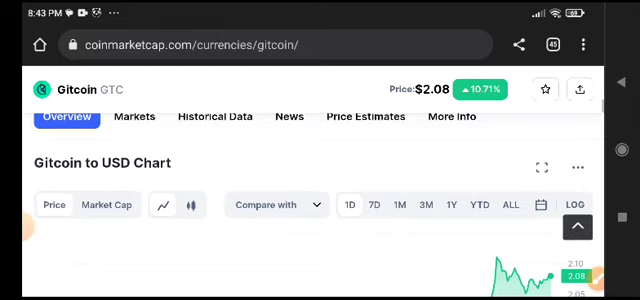 8:43 PM
69
coinmarketcap.com/currencies/gitcoin/
45
Gitcoin GTC
Price: $2.08
10.71%
Overview Markets Historical Data News Price Estimates More Info
Gitcoin to USD Chart
Price Market Cap
Compare with
1D 7D 1M 3M 1Y YTD ALL LOG
2.10
2.08
2.05